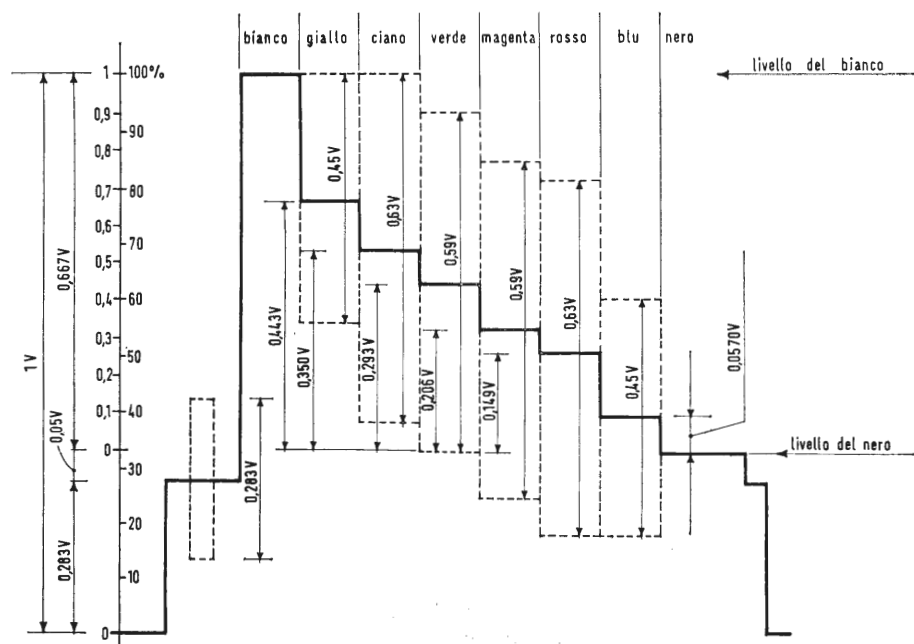 bianco giallo ciano verde magenta rosso blu nero
livello del bianco
1 100%
0,9
90
0,8
0,7 80
0,6
70
0,5
0,4 60
0,3
50
0,2
0,1 40
0
30
20
10
0
1V
0,667V
0,05V
0,283V
0,283V
0,443V
0,350V
0,45V
0,293V
0,63V
0,206V
0,59V
0,149V
0,59V
0,63V
0,45V
0,0570V
livello del nero